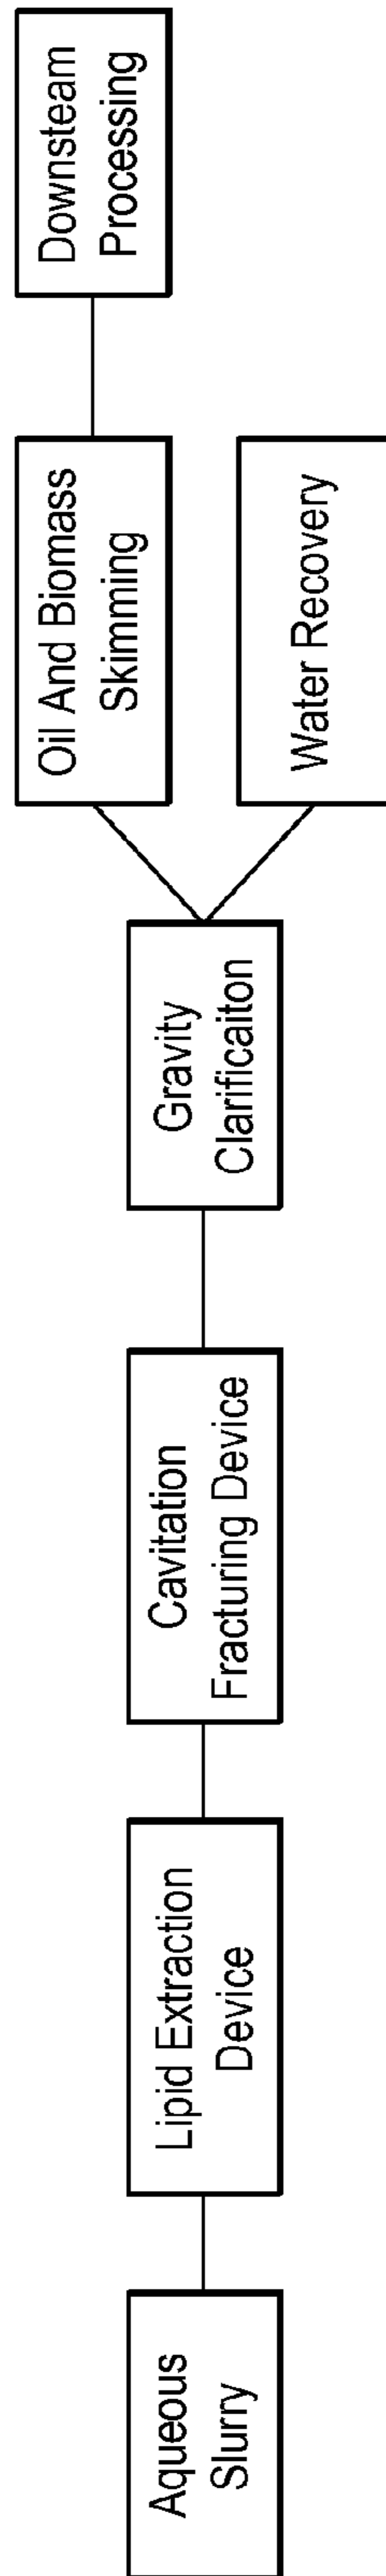 Aqueous
Slurry
Lipid Extraction
Device
Cavitation
Fracturing Device
Gravity
Clarificaiton
Oil And Biomass
Skimming
Water Recovery
Downsteam
Processing